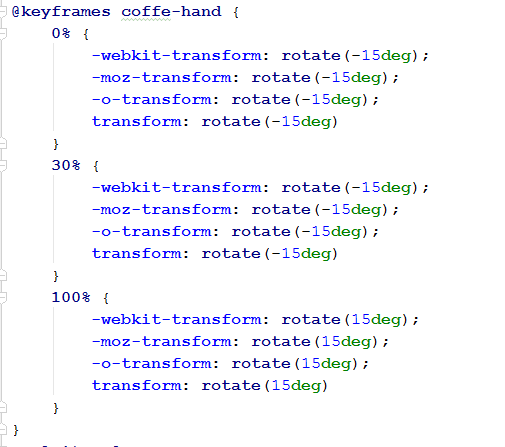 @keyframes coffe-hand {
0% {
-webkit-transform: rotate(-15deg);
-moz-transform: rotate(-15deg);
-o-transform: rotate(-15deg);
transform: rotate(-15deg)
}
30% {
-webkit-transform: rotate(-15deg);
-moz-transform: rotate(-15deg);
-o-transform: rotate(-15deg);
transform: rotate(-15deg)
}
100% {
-webkit-transform: rotate(15deg);
-moz-transform: rotate(15deg);
-o-transform: rotate(15deg);
transform: rotate(15deg)
}
}